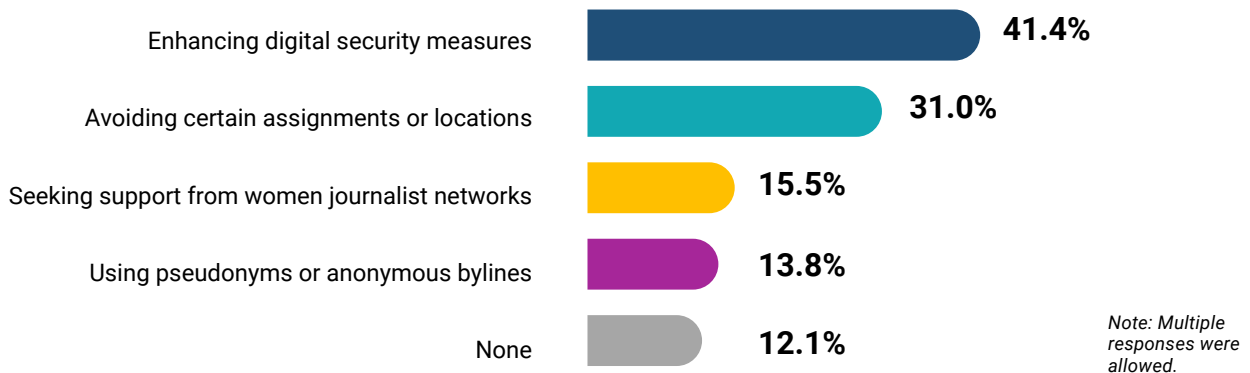 Enhancing digital security measures 41.4%
Avoiding certain assignments or locations 31.0%
Seeking support from women journalist networks 15.5%
Using pseudonyms or anonymous bylines 13.8%
None 12.1%
Note: Multiple
responses were
allowed.